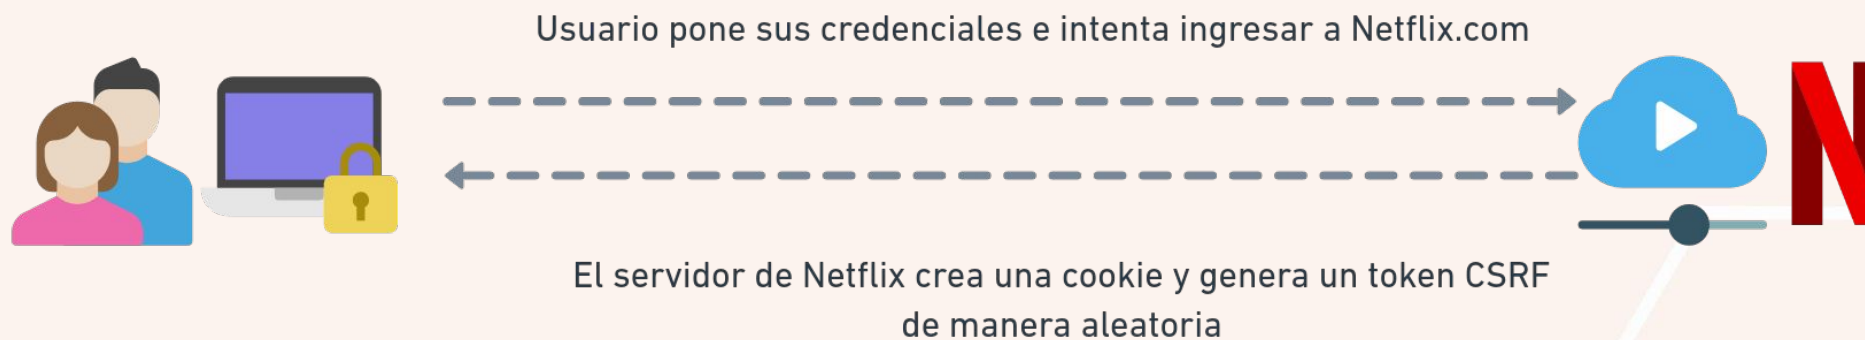 Usuario pone sus credenciales e intenta ingresar a Netflix.com
N
El servidor de Netflix crea una cookie y genera un token CSRF
de manera aleatoria